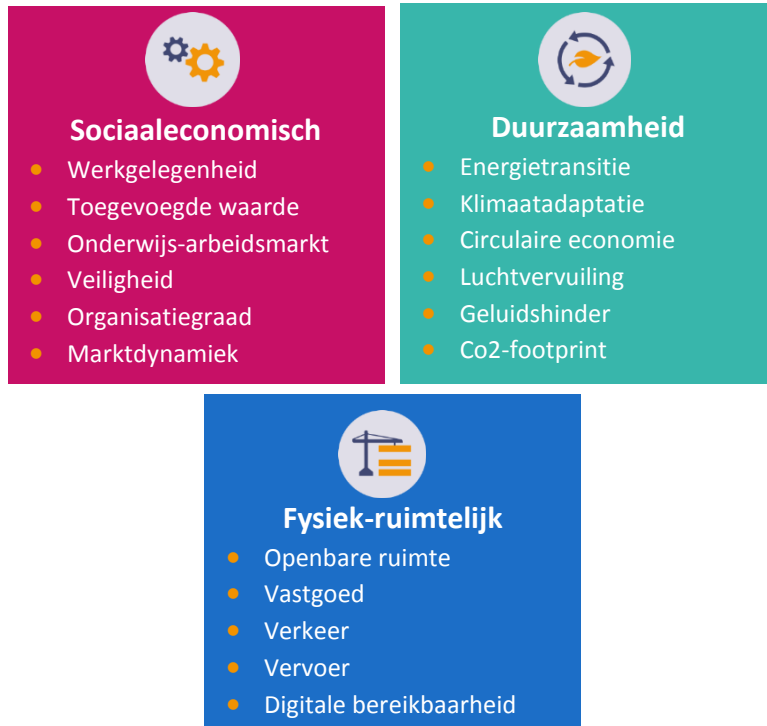 Sociaaleconomisch
Werkgelegenheid
Toegevoegde waarde
Onderwijs-arbeidsmarkt
Veiligheid
Organisatiegraad
Marktdynamiek
Duurzaamheid
Energietransitie
Klimaatadaptatie
Circulaire economie
Luchtvervuiling
Geluidshinder
Co2-footprint
Fysiek-ruimtelijk
Openbare ruimte
Vastgoed
Verkeer
Vervoer
Digitale bereikbaarheid